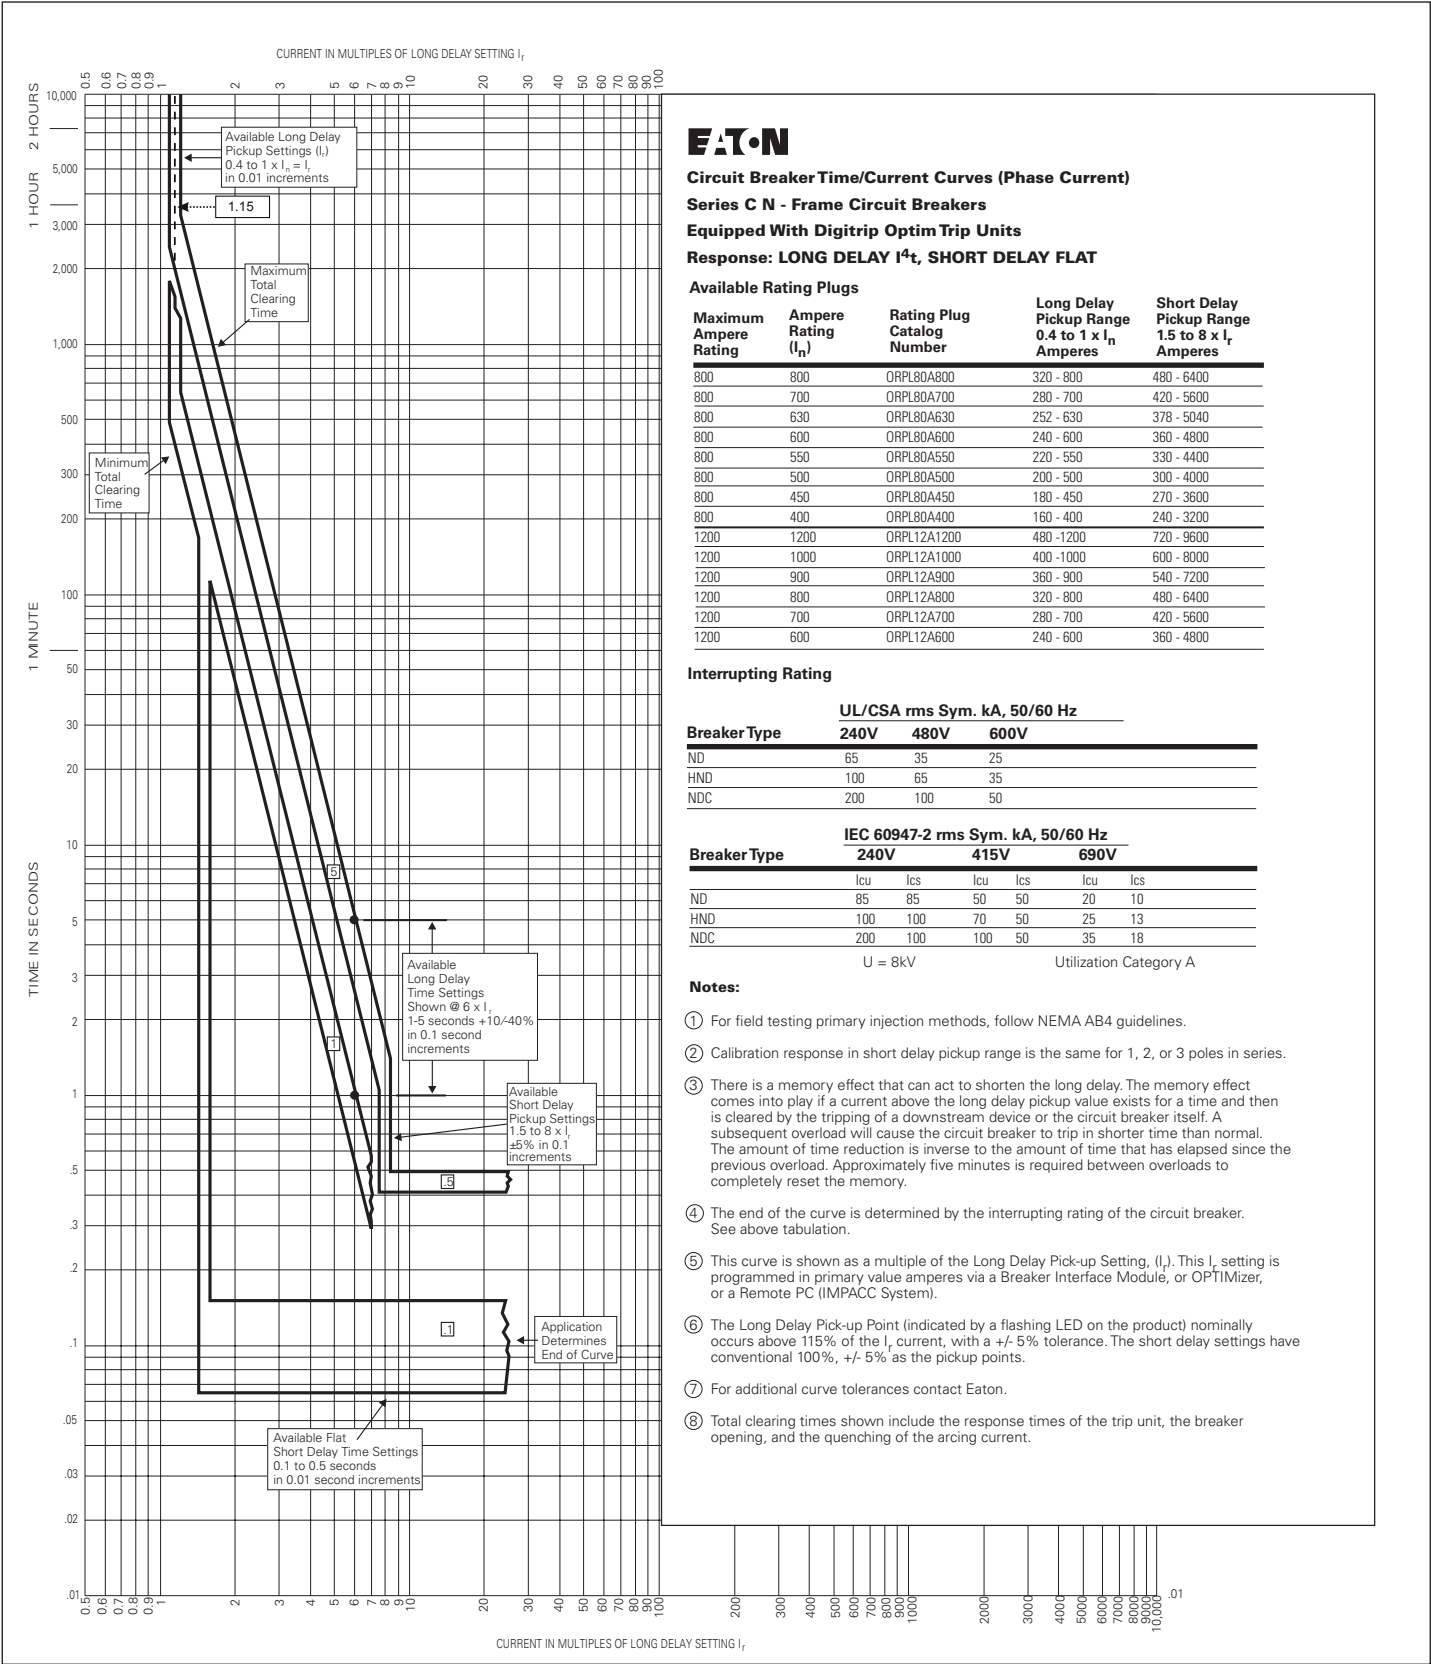 CURRENT IN MULTIPLES OF LONG DELAY SETTING Ir
0.5 0.6 0.7 0.8 0.9 1 2 3 4 5 6 7 8 9 10 20 30 40 50 60 70 80 90 100
2 HOURS
1 HOUR
1 MINUTE
TIME IN SECONDS
10,000
5,000
3,000
2,000
1,000
500
300
200
100
50
30
20
10
5
3
2
1
.5
.3
.2
.1
.05
.03
.02
.01
Available Long Delay
Pickup Settings (Ir)
0.4 to 1 x In = Ir
in 0.01 increments
1.15
Maximum
Total
Clearing
Time
Minimum
Total
Clearing
Time
5
1
Available
Long Delay
Time Settings
Shown @ 6 x Ir
1-5 seconds +10/-40%
in 0.1 second
increments
Available
Short Delay
Pickup Settings
1.5 to 8 x Ir
±5% in 0.1
increments
.5
.1
Application
Determines
End of Curve
Available Flat
Short Delay Time Settings
0.1 to 0.5 seconds
in 0.01 second increments
EATON
Circuit Breaker Time/Current Curves (Phase Current)
Series C N - Frame Circuit Breakers
Equipped With Digitrip Optim Trip Units
Response: LONG DELAY I4t, SHORT DELAY FLAT
Available Rating Plugs
Maximum Ampere Rating
Ampere Rating (In)
Rating Plug Catalog Number
Long Delay Pickup Range 0.4 to 1 x In Amperes
Short Delay Pickup Range 1.5 to 8 x Ir Amperes
800 800 ORPL80A800 320 - 800 480 - 6400
800 700 ORPL80A700 280 - 700 420 - 5600
800 630 ORPL80A630 252 - 630 378 - 5040
800 600 ORPL80A600 240 - 600 360 - 4800
800 550 ORPL80A550 220 - 550 330 - 4400
800 500 ORPL80A500 200 - 500 300 - 4000
800 450 ORPL80A450 180 - 450 270 - 3600
800 400 ORPL80A400 160 - 400 240 - 3200
1200 1200 ORPL12A1200 480 -1200 720 - 9600
1200 1000 ORPL12A1000 400 -1000 600 - 8000
1200 900 ORPL12A900 360 - 900 540 - 7200
1200 800 ORPL12A800 320 - 800 480 - 6400
1200 700 ORPL12A700 280 - 700 420 - 5600
1200 600 ORPL12A600 240 - 600 360 - 4800
Interrupting Rating
UL/CSA rms Sym. kA, 50/60 Hz
Breaker Type 240V 480V 600V
ND 65 35 25
HND 100 65 35
NDC 200 100 50
IEC 60947-2 rms Sym. kA, 50/60 Hz
Breaker Type 240V 415V 690V
Icu Ics Icu Ics Icu Ics
ND 85 85 50 50 20 10
HND 100 100 70 50 25 13
NDC 200 100 100 50 35 18
U = 8kV Utilization Category A
Notes:
① For field testing primary injection methods, follow NEMA AB4 guidelines.
② Calibration response in short delay pickup range is the same for 1, 2, or 3 poles in series.
③ There is a memory effect that can act to shorten the long delay. The memory effect
comes into play if a current above the long delay pickup value exists for a time and then
is cleared by the tripping of a downstream device or the circuit breaker itself. A
subsequent overload will cause the circuit breaker to trip in shorter time than normal.
The amount of time reduction is inverse to the amount of time that has elapsed since the
previous overload. Approximately five minutes is required between overloads to
completely reset the memory.
④ The end of the curve is determined by the interrupting rating of the circuit breaker.
See above tabulation.
⑤ This curve is shown as a multiple of the Long Delay Pick-up Setting, (Ir). This Ir setting is
programmed in primary value amperes via a Breaker Interface Module, or OPTIMizer,
or a Remote PC (IMPACC System).
⑥ The Long Delay Pick-up Point (indicated by a flashing LED on the product) nominally
occurs above 115% of the Ir current, with a +/- 5% tolerance. The short delay settings have
conventional 100%, +/- 5% as the pickup points.
⑦ For additional curve tolerances contact Eaton.
⑧ Total clearing times shown include the response times of the trip unit, the breaker
opening, and the quenching of the arcing current.
.01
0.5 0.6 0.7 0.8 0.9 1 2 3 4 5 6 7 8 9 10 20 30 40 50 60 70 80 90 100 200 300 400 500 600 700 800 900 1000 2000 3000 4000 5000 6000 7000 8000 9000 10,000
CURRENT IN MULTIPLES OF LONG DELAY SETTING Ir